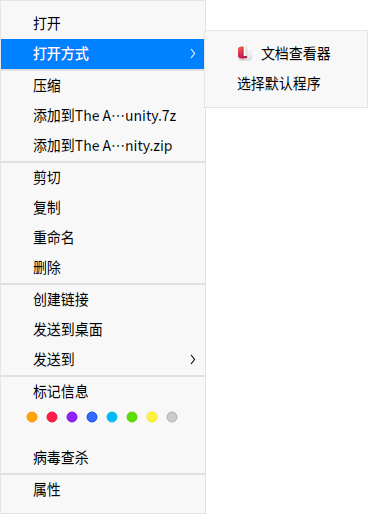 打开
打开方式
文档查看器
选择默认程序
压缩
添加到The A···unity.7z
添加到The A···nity.zip
剪切
复制
重命名
删除
创建链接
发送到桌面
发送到
标记信息
病毒查杀
属性